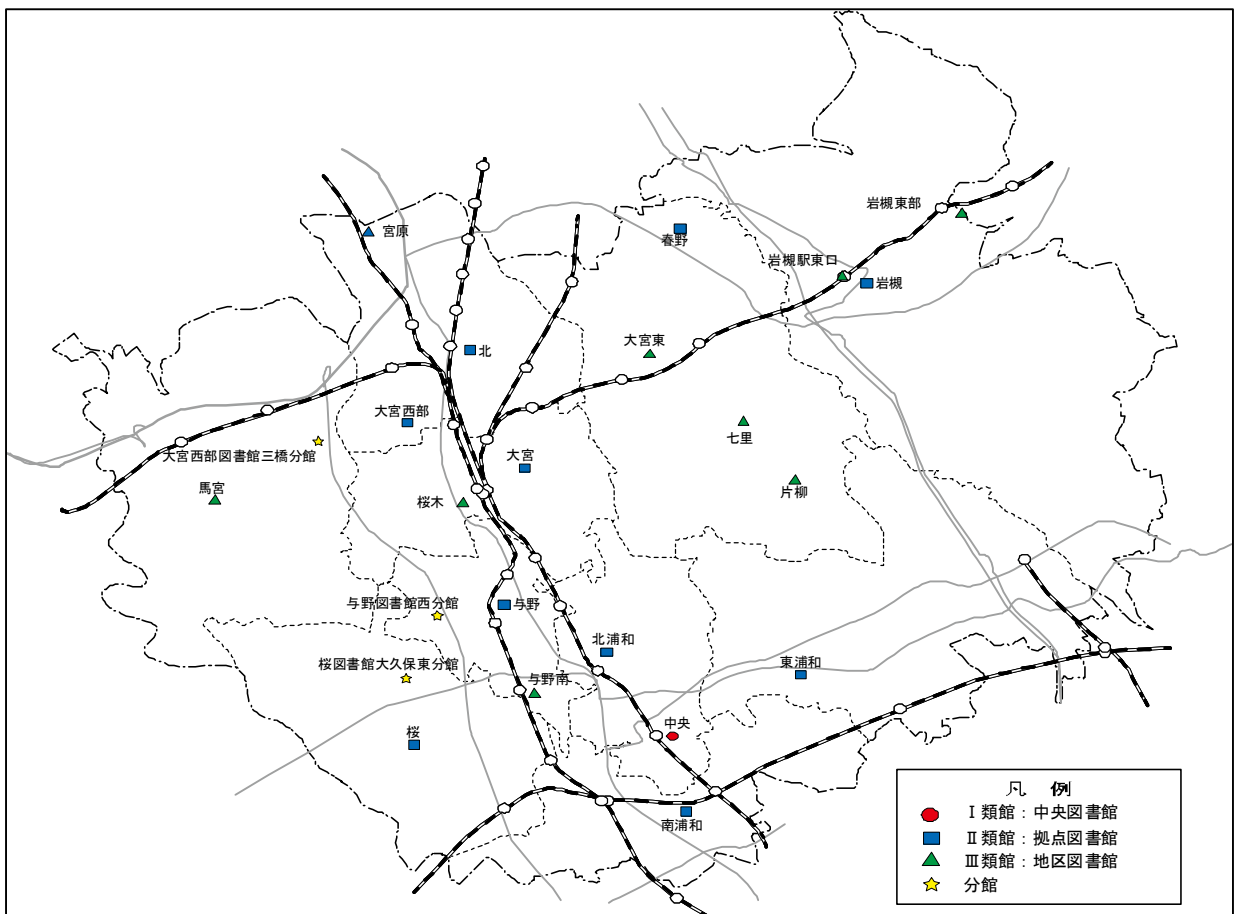 岩槻東部
宮原
春野
岩槻駅東口
岩槻
北
大宮東
大宮西部
七里
大宮西部図書館三橋分館
大宮
馬宮
桜木
片柳
与野図書館西分館
与野
北浦和
桜図書館大久保東分館
与野南
東浦和
桜
中央
南浦和
凡 例
Ⅰ類館：中央図書館
Ⅱ類館：拠点図書館
Ⅲ類館：地区図書館
分館